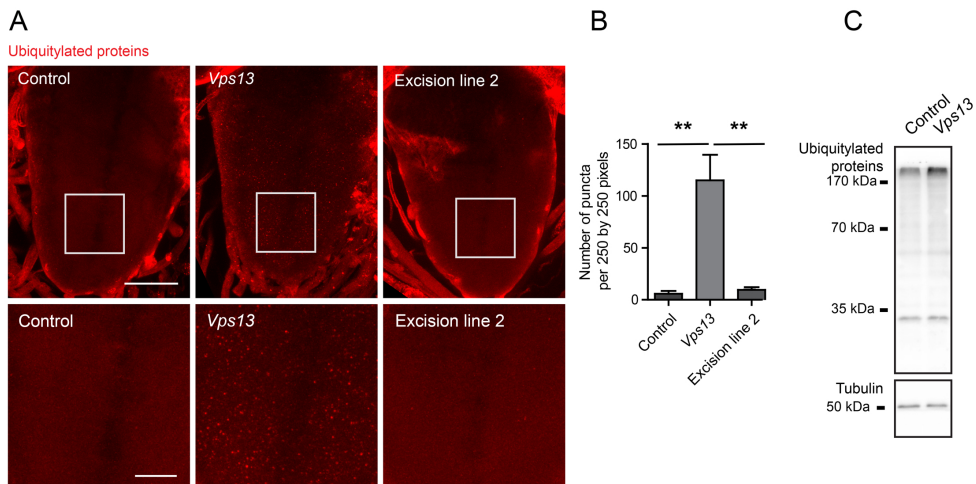 A
Ubiquitylated proteins
Control
Vps13
Excision line 2
Control
Vps13
Excision line 2
B
**
**
Number of puncta
per 250 by 250 pixels
150
100
50
0
Control
Vps13
Excision line 2
C
Control
Vps13
Ubiquitylated
proteins
170 kDa
70 kDa
35 kDa
Tubulin
50 kDa